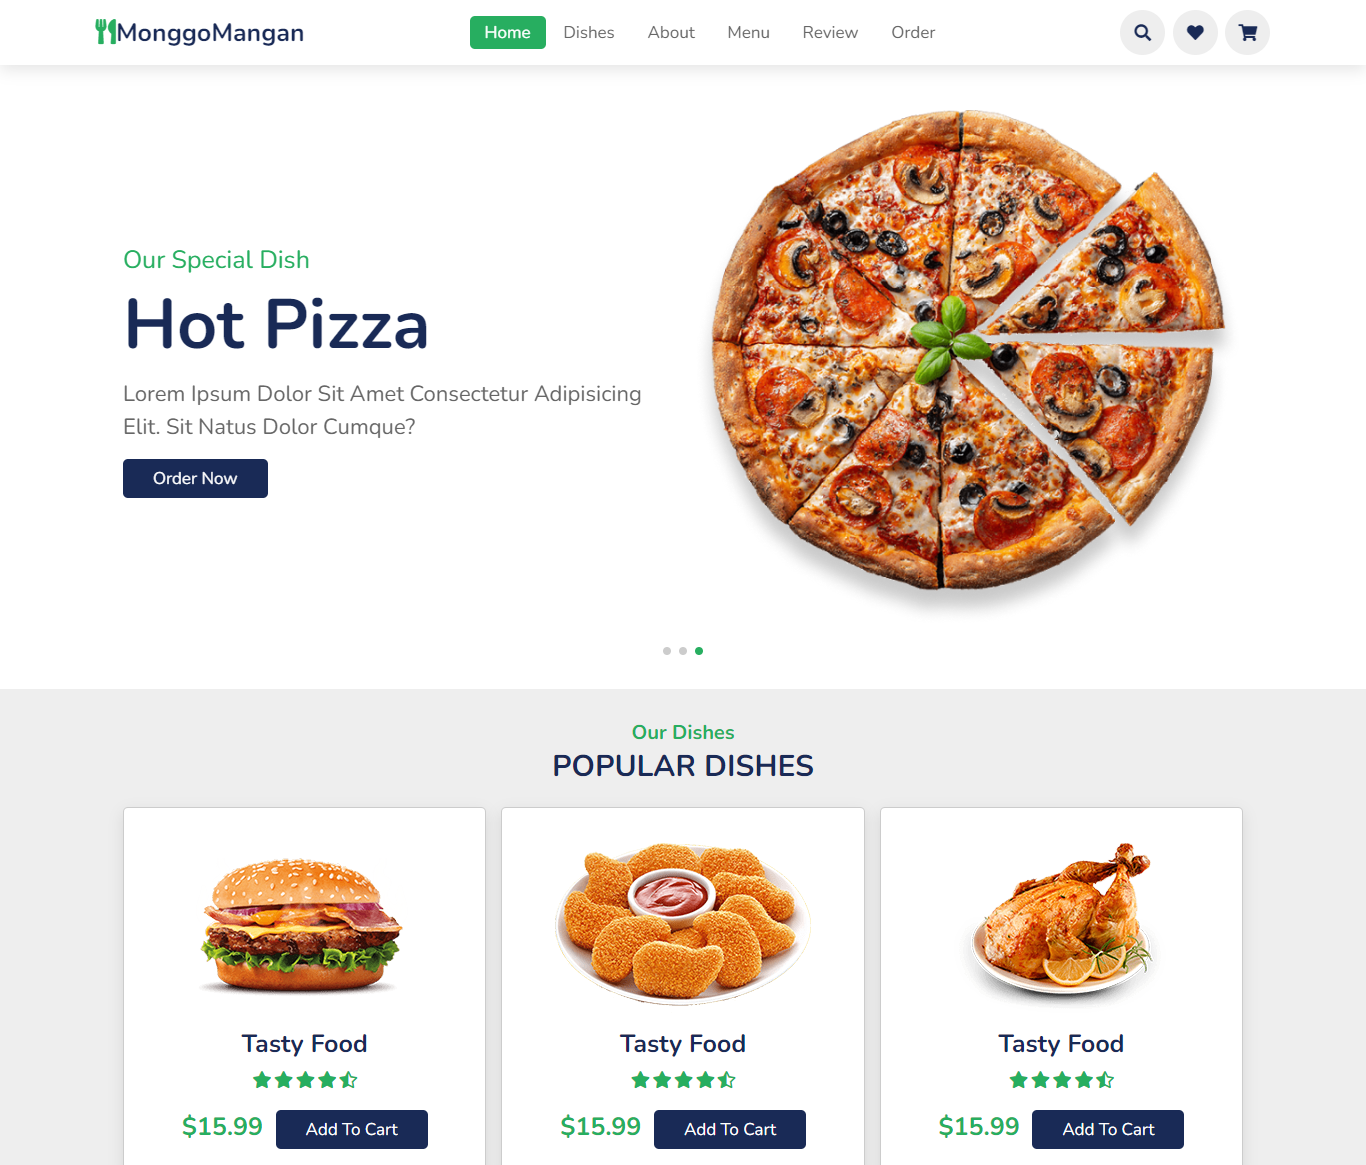 MonggoMangan
Home Dishes About Menu Review Order
Our Special Dish
Hot Pizza
Lorem Ipsum Dolor Sit Amet Consectetur Adipisicing
Elit. Sit Natus Dolor Cumque?
Order Now
Our Dishes
POPULAR DISHES
Tasty Food
$15.99 Add To Cart
Tasty Food
$15.99 Add To Cart
Tasty Food
$15.99 Add To Cart